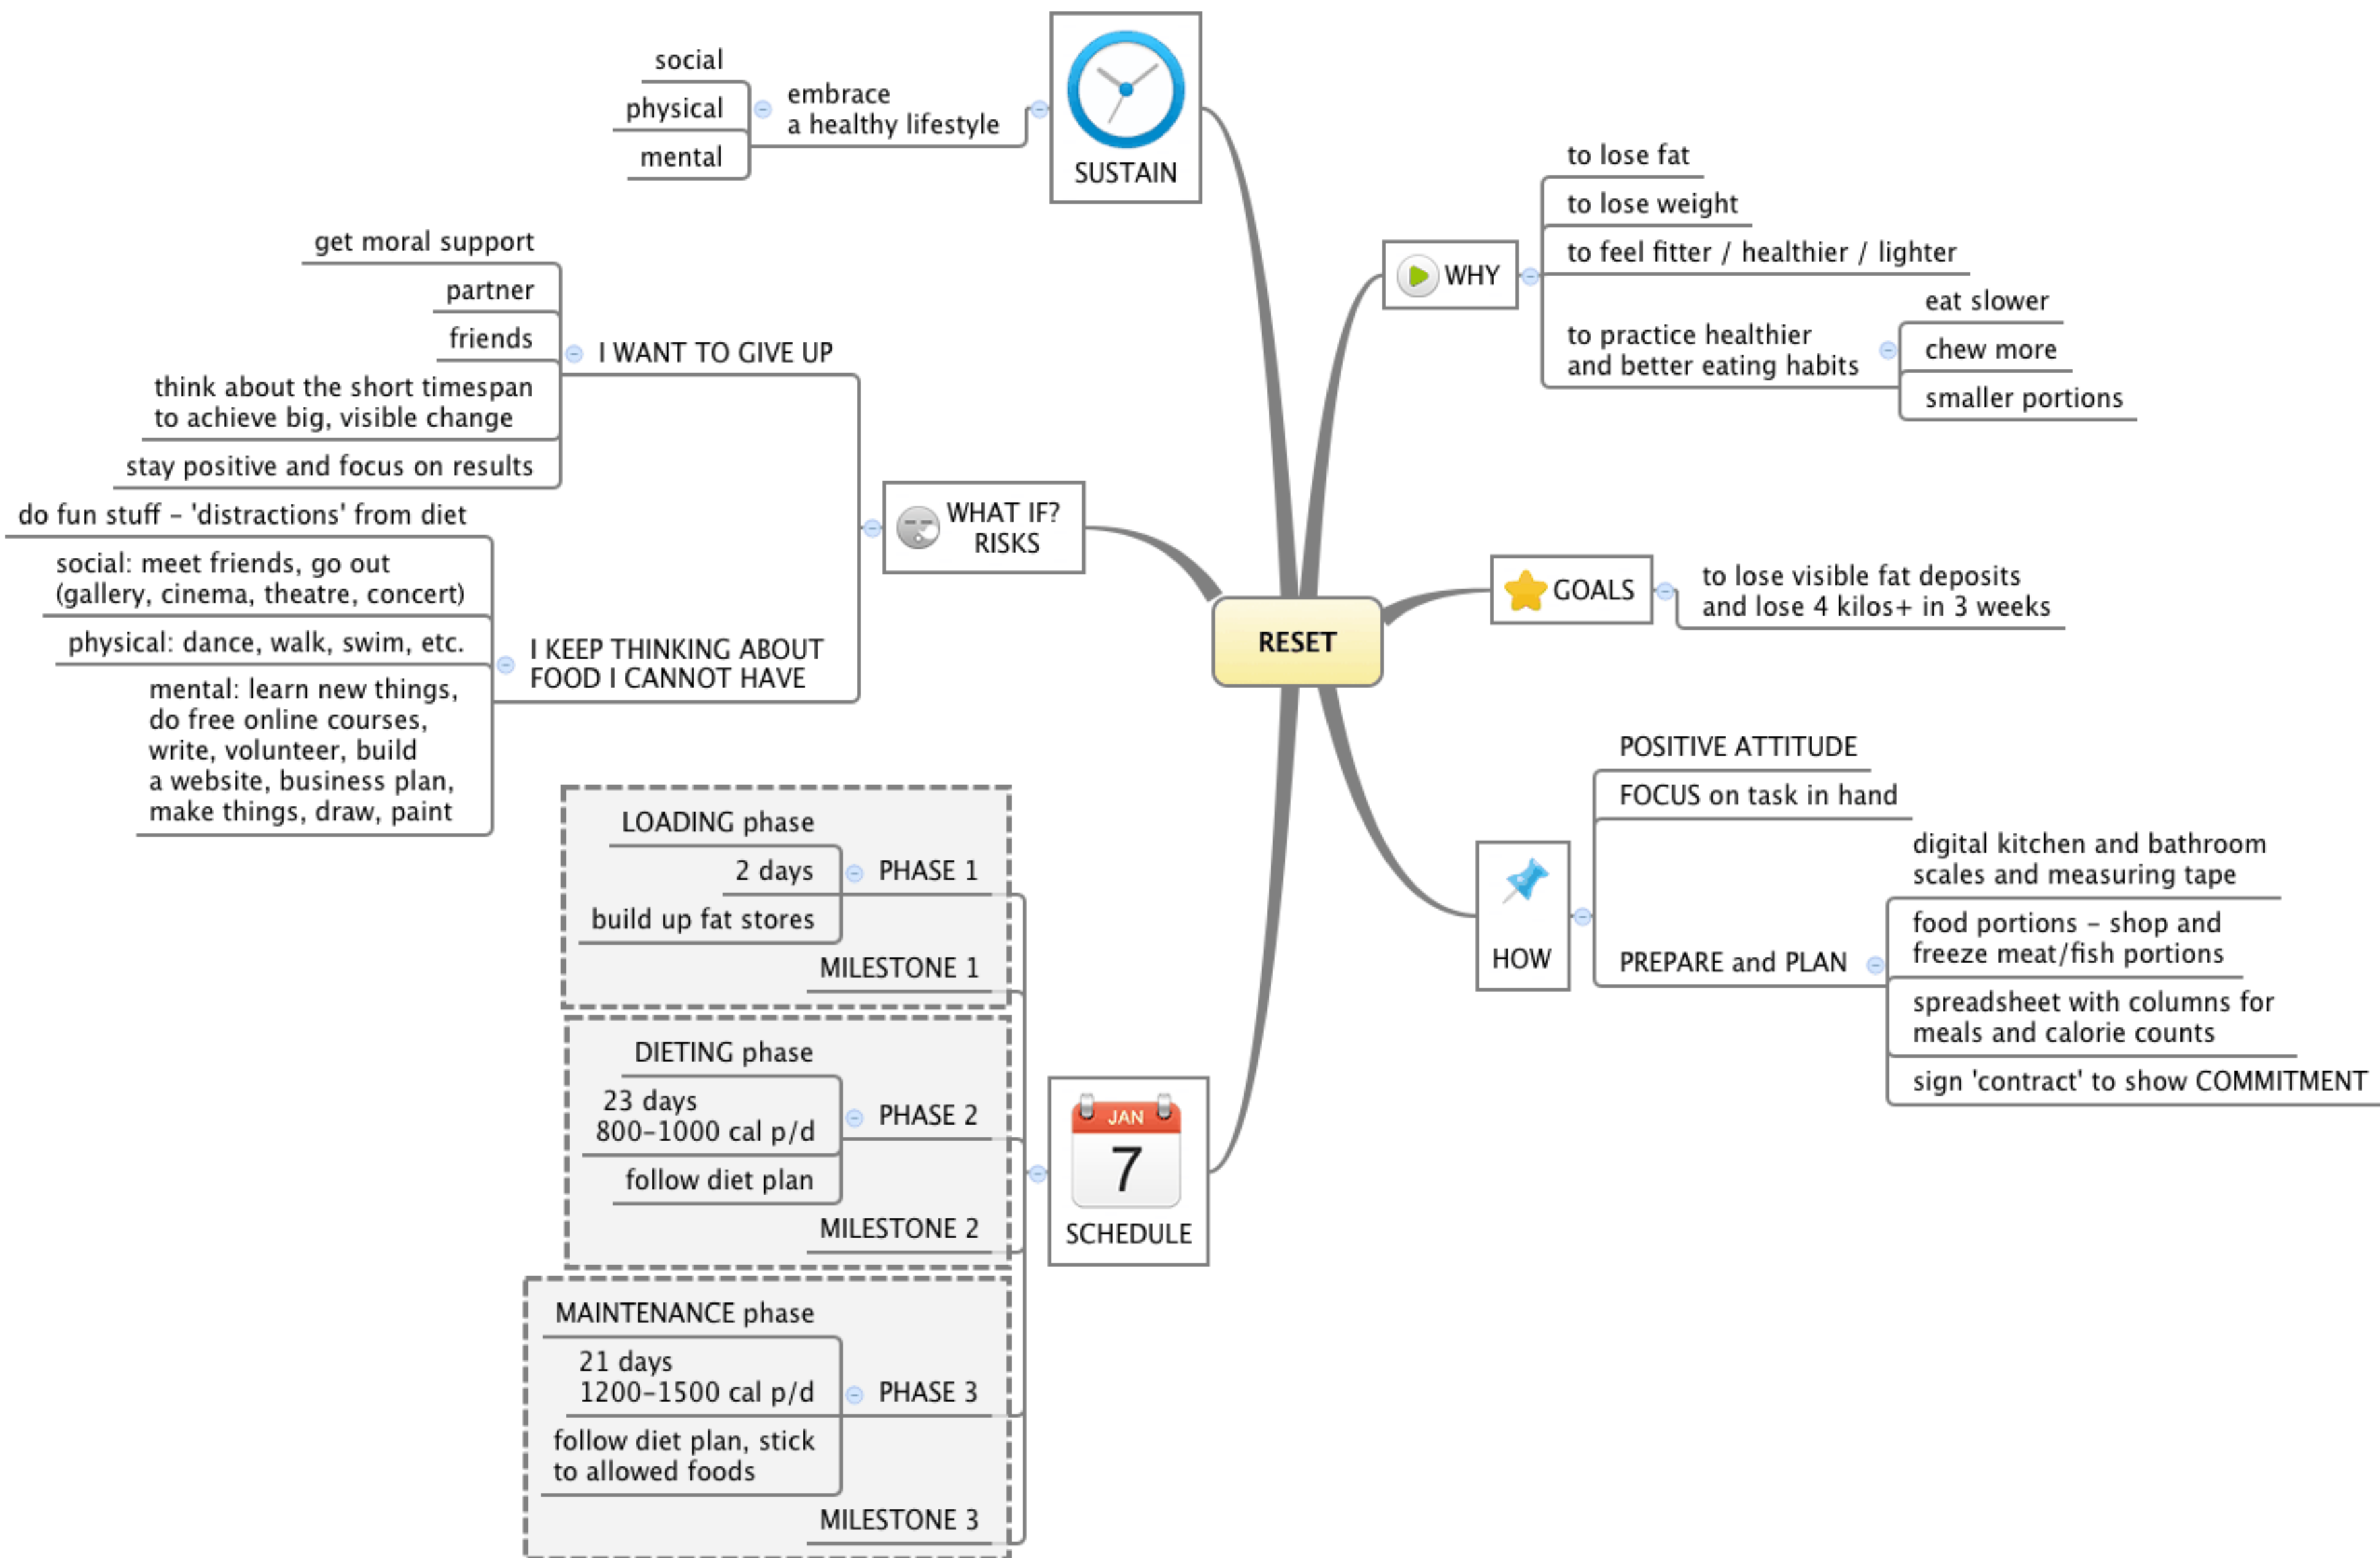 RESET
WHY
to lose fat
to lose weight
to feel fitter / healthier / lighter
to practice healthier
and better eating habits
eat slower
chew more
smaller portions
GOALS
to lose visible fat deposits
and lose 4 kilos+ in 3 weeks
HOW
POSITIVE ATTITUDE
FOCUS on task in hand
PREPARE and PLAN
digital kitchen and bathroom
scales and measuring tape
food portions – shop and
freeze meat/fish portions
spreadsheet with columns for
meals and calorie counts
sign 'contract' to show COMMITMENT
JAN
7
SCHEDULE
PHASE 1
LOADING phase
2 days
build up fat stores
MILESTONE 1
PHASE 2
DIETING phase
23 days
800–1000 cal p/d
follow diet plan
MILESTONE 2
PHASE 3
MAINTENANCE phase
21 days
1200–1500 cal p/d
follow diet plan, stick
to allowed foods
MILESTONE 3
WHAT IF?
RISKS
I WANT TO GIVE UP
get moral support
partner
friends
think about the short timespan
to achieve big, visible change
stay positive and focus on results
I KEEP THINKING ABOUT
FOOD I CANNOT HAVE
do fun stuff – 'distractions' from diet
social: meet friends, go out
(gallery, cinema, theatre, concert)
physical: dance, walk, swim, etc.
mental: learn new things,
do free online courses,
write, volunteer, build
a website, business plan,
make things, draw, paint
SUSTAIN
embrace
a healthy lifestyle
social
physical
mental